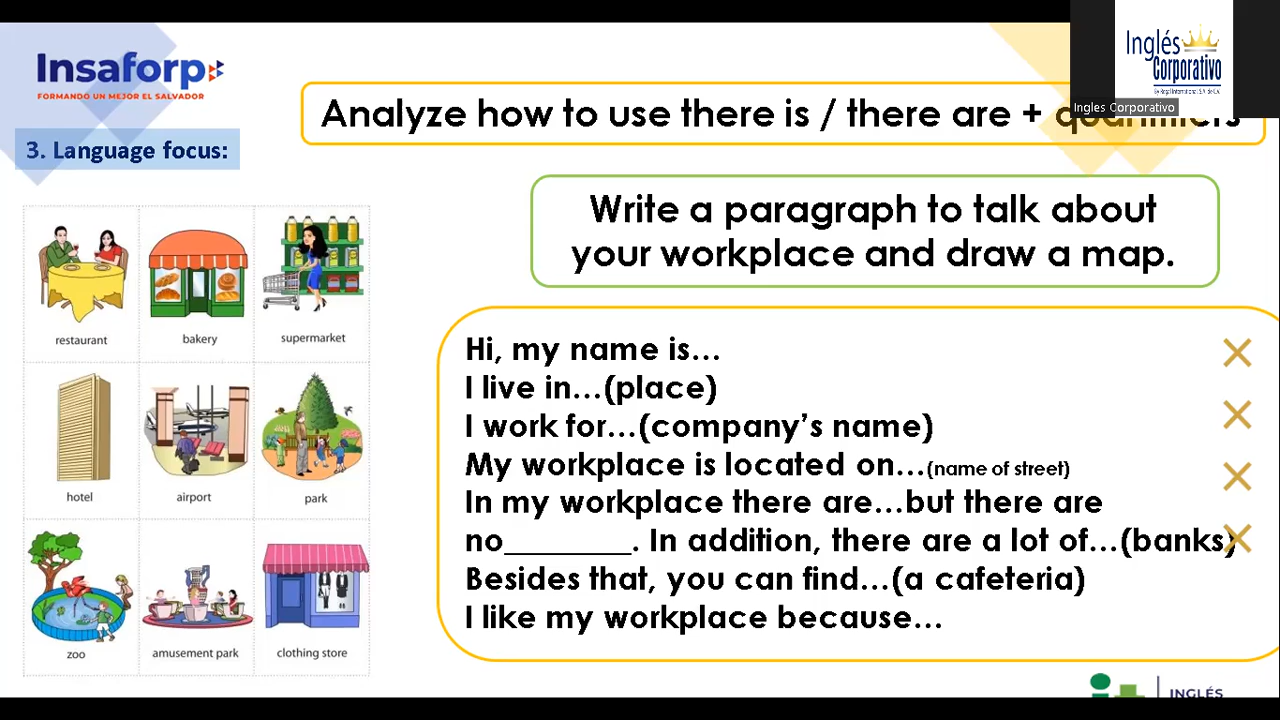 Insaforp
FORMANDO UN MEJOR EL SALVADOR
Inglés
Corporativo
Ingles Corporativo
Analyze how to use there is / there are +
3. Language focus:
Write a paragraph to talk about
your workplace and draw a map.
restaurant
bakery
supermarket
hotel
airport
park
zoo
amusement park
clothing store
Hi, my name is...
I live in...(place)
I work for...(company's name)
My workplace is located on...(name of street)
In my workplace there are...but there are
no________. In addition, there are a lot of...(banks)
Besides that, you can find...(a cafeteria)
I like my workplace because...
INGLÉS